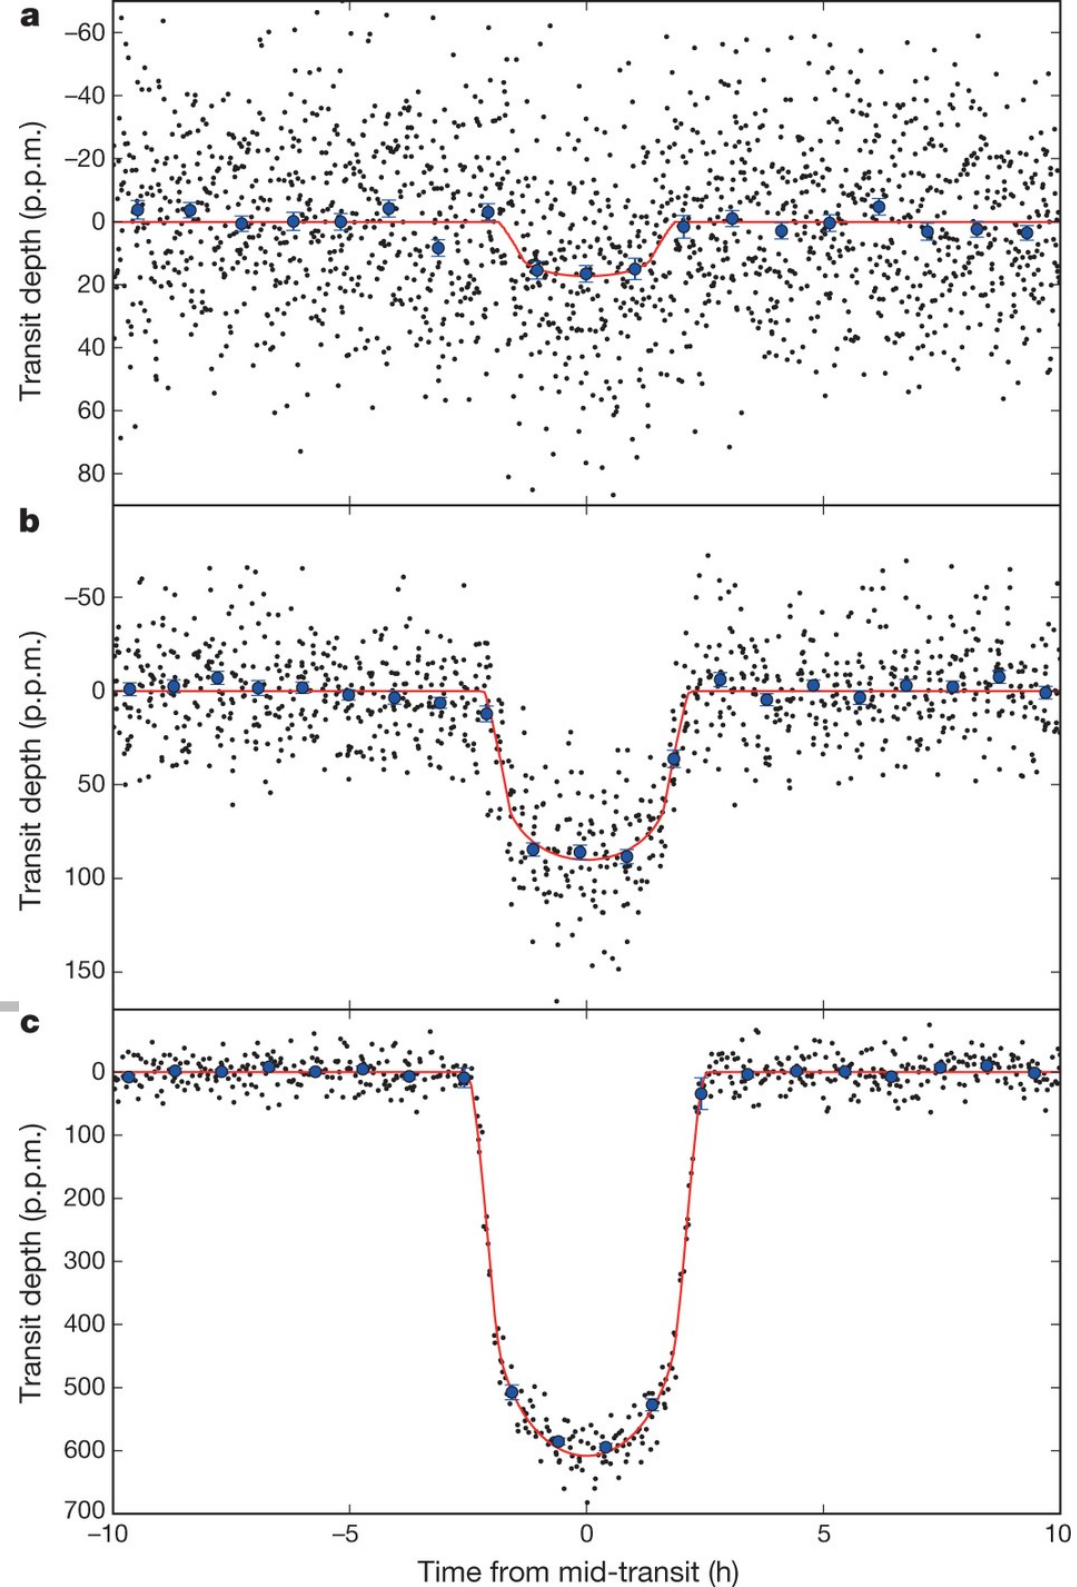 a
−60
−40
−20
0
20
40
60
80
Transit depth (p.p.m.)
b
−50
0
50
100
150
Transit depth (p.p.m.)
c
0
100
200
300
400
500
600
700
Transit depth (p.p.m.)
−10 −5 0 5 10
Time from mid-transit (h)